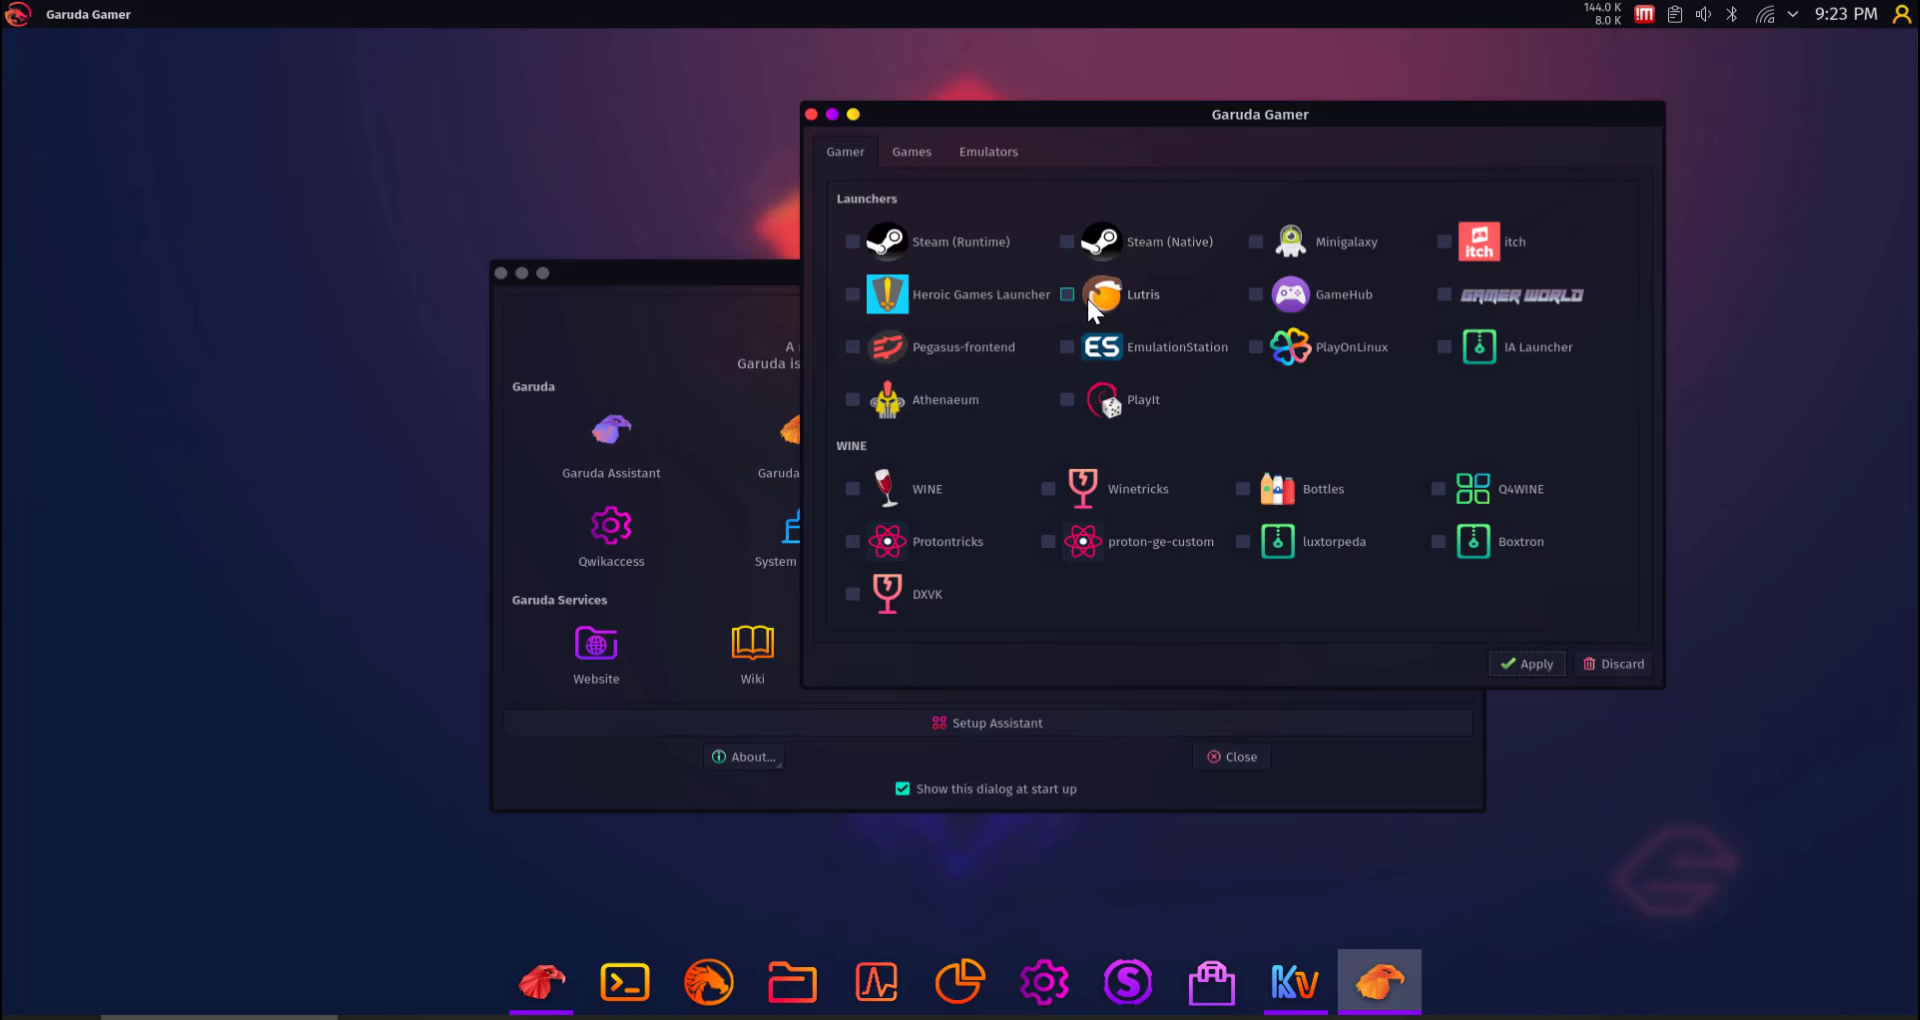 Garuda Gamer
144.0 K
8.0 K
!m
9:23 PM
Garuda Gamer
Gamer Games Emulators
Launchers
Steam (Runtime) Steam (Native) Minigalaxy itch itch
Heroic Games Launcher Lutris GameHub GAMER WORLD
Pegasus-frontend ES EmulationStation PlayOnLinux IA Launcher
Athenaeum PlayIt
WINE
WINE Winetricks Bottles Q4WINE
Protontricks proton-ge-custom luxtorpeda Boxtron
DXVK
Apply Discard
A
Garuda is
Garuda
Garuda Assistant Garuda
Qwikaccess System
Garuda Services
Website Wiki
Setup Assistant
About... Close
Show this dialog at start up
S KV